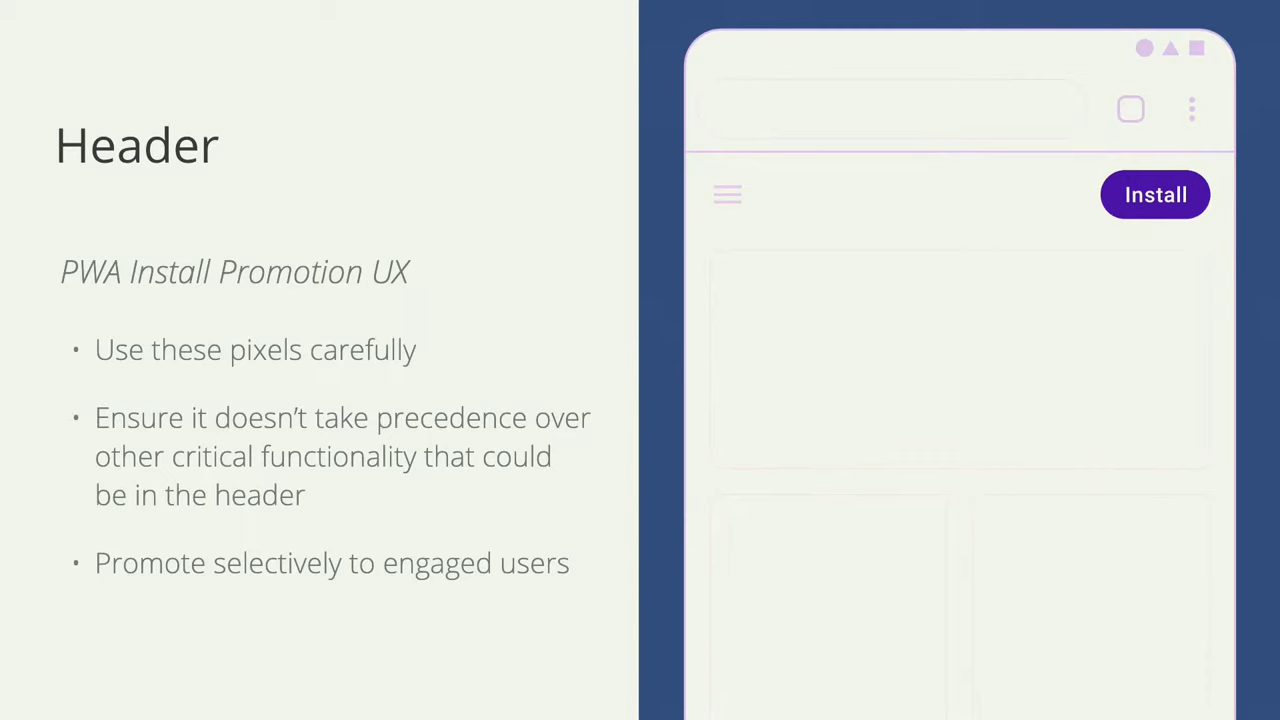 Header
PWA Install Promotion UX
• Use these pixels carefully
• Ensure it doesn’t take precedence over
other critical functionality that could
be in the header
• Promote selectively to engaged users
Install